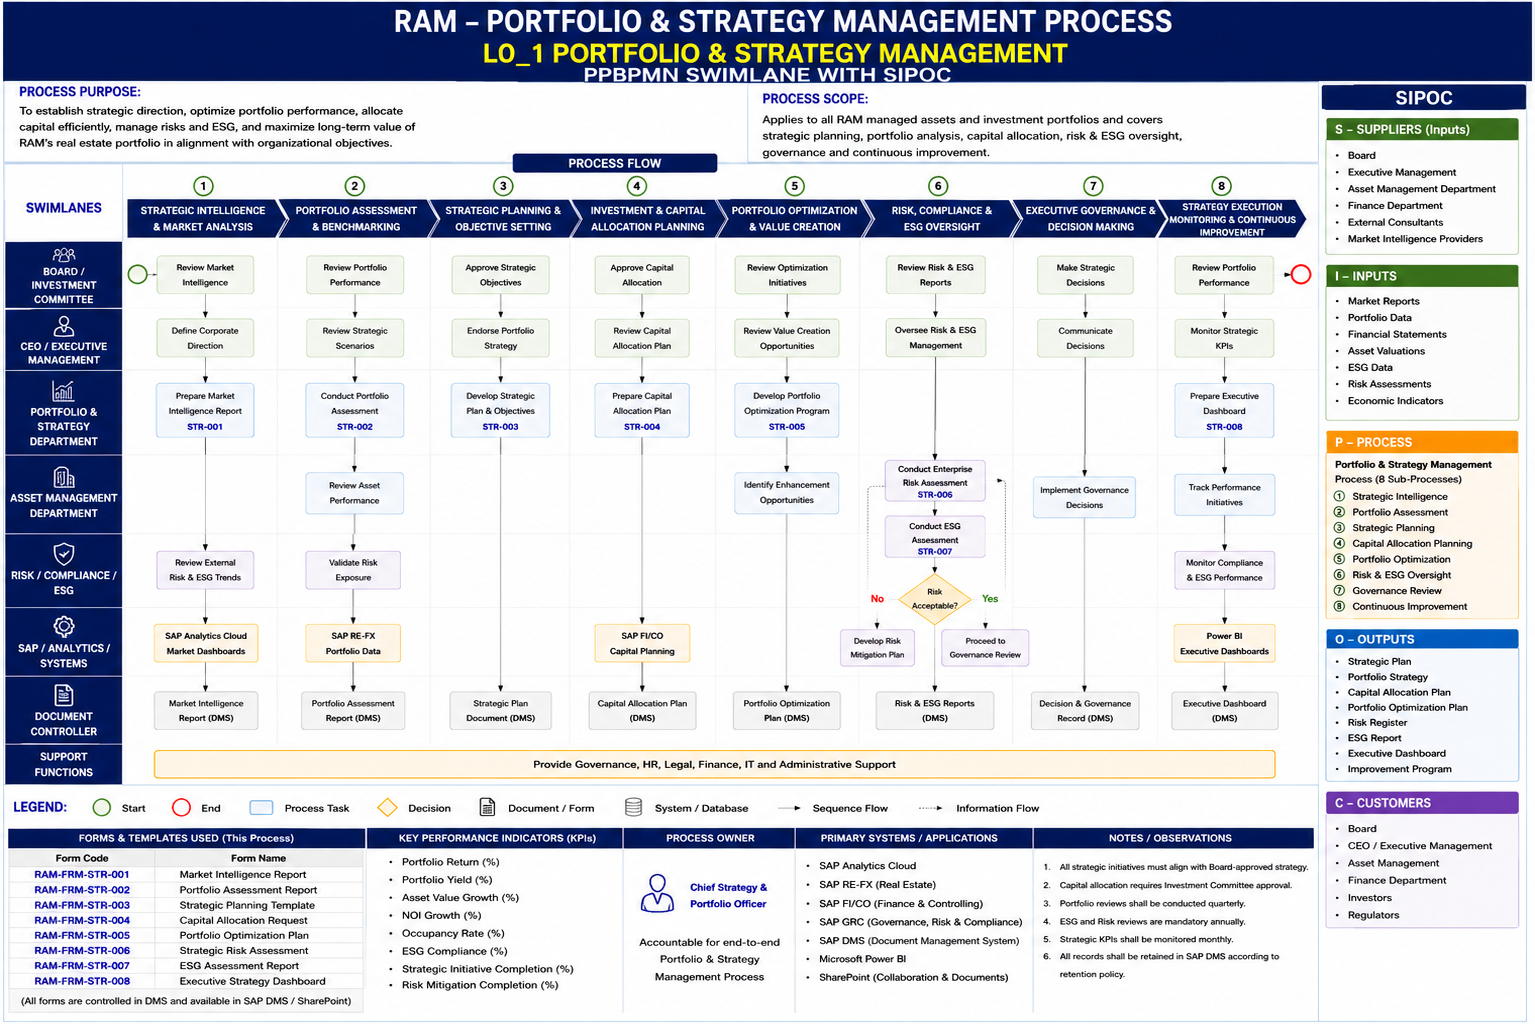 RAM – PORTFOLIO & STRATEGY MANAGEMENT PROCESS
L0_1 PORTFOLIO & STRATEGY MANAGEMENT
PPBPMN SWIMLANE WITH SIPOC
PROCESS PURPOSE:
To establish strategic direction, optimize portfolio performance, allocate
capital efficiently, manage risks and ESG, and maximize long-term value of
RAM's real estate portfolio in alignment with organizational objectives.
PROCESS SCOPE:
Applies to all RAM managed assets and investment portfolios and covers
strategic planning, portfolio analysis, capital allocation, risk & ESG oversight,
governance and continuous improvement.
PROCESS FLOW
SWIMLANES
1
STRATEGIC INTELLIGENCE
& MARKET ANALYSIS
2
PORTFOLIO ASSESSMENT
& BENCHMARKING
3
STRATEGIC PLANNING &
OBJECTIVE SETTING
4
INVESTMENT & CAPITAL
ALLOCATION PLANNING
5
PORTFOLIO OPTIMIZATION
& VALUE CREATION
6
RISK, COMPLIANCE &
ESG OVERSIGHT
7
EXECUTIVE GOVERNANCE &
DECISION MAKING
8
STRATEGY EXECUTION
MONITORING & CONTINUOUS
IMPROVEMENT
BOARD /
INVESTMENT
COMMITTEE
Review Market
Intelligence
Review Portfolio
Performance
Approve Strategic
Objectives
Approve Capital
Allocation
Review Optimization
Initiatives
Review Risk & ESG
Reports
Make Strategic
Decisions
Review Portfolio
Performance
CEO / EXECUTIVE
MANAGEMENT
Define Corporate
Direction
Review Strategic
Scenarios
Endorse Portfolio
Strategy
Review Capital
Allocation Plan
Review Value Creation
Opportunities
Oversee Risk & ESG
Management
Communicate
Decisions
Monitor Strategic
KPIs
PORTFOLIO &
STRATEGY
DEPARTMENT
Prepare Market
Intelligence Report
STR-001
Conduct Portfolio
Assessment
STR-002
Develop Strategic
Plan & Objectives
STR-003
Prepare Capital
Allocation Plan
STR-004
Develop Portfolio
Optimization Program
STR-005
Prepare Executive
Dashboard
STR-008
ASSET MANAGEMENT
DEPARTMENT
Review Asset
Performance
Identify Enhancement
Opportunities
Conduct Enterprise
Risk Assessment
STR-006
Conduct ESG
Assessment
STR-007
Implement Governance
Decisions
Track Performance
Initiatives
RISK / COMPLIANCE /
ESG
Review External
Risk & ESG Trends
Validate Risk
Exposure
Risk
Acceptable?
No
Yes
Monitor Compliance
& ESG Performance
SAP / ANALYTICS /
SYSTEMS
SAP Analytics Cloud
Market Dashboards
SAP RE-FX
Portfolio Data
SAP FI/CO
Capital Planning
Develop Risk
Mitigation Plan
Proceed to
Governance Review
Power BI
Executive Dashboards
DOCUMENT
CONTROLLER
Market Intelligence
Report (DMS)
Portfolio Assessment
Report (DMS)
Strategic Plan
Document (DMS)
Capital Allocation Plan
(DMS)
Portfolio Optimization
Plan (DMS)
Risk & ESG Reports
(DMS)
Decision & Governance
Record (DMS)
Executive Dashboard
(DMS)
SUPPORT
FUNCTIONS
Provide Governance, HR, Legal, Finance, IT and Administrative Support
LEGEND:
Start
End
Process Task
Decision
Document / Form
System / Database
Sequence Flow
Information Flow
FORMS & TEMPLATES USED (This Process)
Form Code Form Name
RAM-FRM-STR-001 Market Intelligence Report
RAM-FRM-STR-002 Portfolio Assessment Report
RAM-FRM-STR-003 Strategic Planning Template
RAM-FRM-STR-004 Capital Allocation Request
RAM-FRM-STR-005 Portfolio Optimization Plan
RAM-FRM-STR-006 Strategic Risk Assessment
RAM-FRM-STR-007 ESG Assessment Report
RAM-FRM-STR-008 Executive Strategy Dashboard
(All forms are controlled in DMS and available in SAP DMS / SharePoint)
KEY PERFORMANCE INDICATORS (KPIs)
• Portfolio Return (%)
• Portfolio Yield (%)
• Asset Value Growth (%)
• NOI Growth (%)
• Occupancy Rate (%)
• ESG Compliance (%)
• Strategic Initiative Completion (%)
• Risk Mitigation Completion (%)
PROCESS OWNER
Chief Strategy &
Portfolio Officer
Accountable for end-to-end
Portfolio & Strategy
Management Process
PRIMARY SYSTEMS / APPLICATIONS
• SAP Analytics Cloud
• SAP RE-FX (Real Estate)
• SAP FI/CO (Finance & Controlling)
• SAP GRC (Governance, Risk & Compliance)
• SAP DMS (Document Management System)
• Microsoft Power BI
• SharePoint (Collaboration & Documents)
NOTES / OBSERVATIONS
1. All strategic initiatives must align with Board-approved strategy.
2. Capital allocation requires Investment Committee approval.
3. Portfolio reviews shall be conducted quarterly.
4. ESG and Risk reviews are mandatory annually.
5. Strategic KPIs shall be monitored monthly.
6. All records shall be retained in SAP DMS according to
retention policy.
SIPOC
S – SUPPLIERS (Inputs)
• Board
• Executive Management
• Asset Management Department
• Finance Department
• External Consultants
• Market Intelligence Providers
I – INPUTS
• Market Reports
• Portfolio Data
• Financial Statements
• Asset Valuations
• ESG Data
• Risk Assessments
• Economic Indicators
P – PROCESS
Portfolio & Strategy Management
Process (8 Sub-Processes)
1 Strategic Intelligence
2 Portfolio Assessment
3 Strategic Planning
4 Capital Allocation Planning
5 Portfolio Optimization
6 Risk & ESG Oversight
7 Governance Review
8 Continuous Improvement
O – OUTPUTS
• Strategic Plan
• Portfolio Strategy
• Capital Allocation Plan
• Portfolio Optimization Plan
• Risk Register
• ESG Report
• Executive Dashboard
• Improvement Program
C – CUSTOMERS
• Board
• CEO / Executive Management
• Asset Management
• Finance Department
• Investors
• Regulators